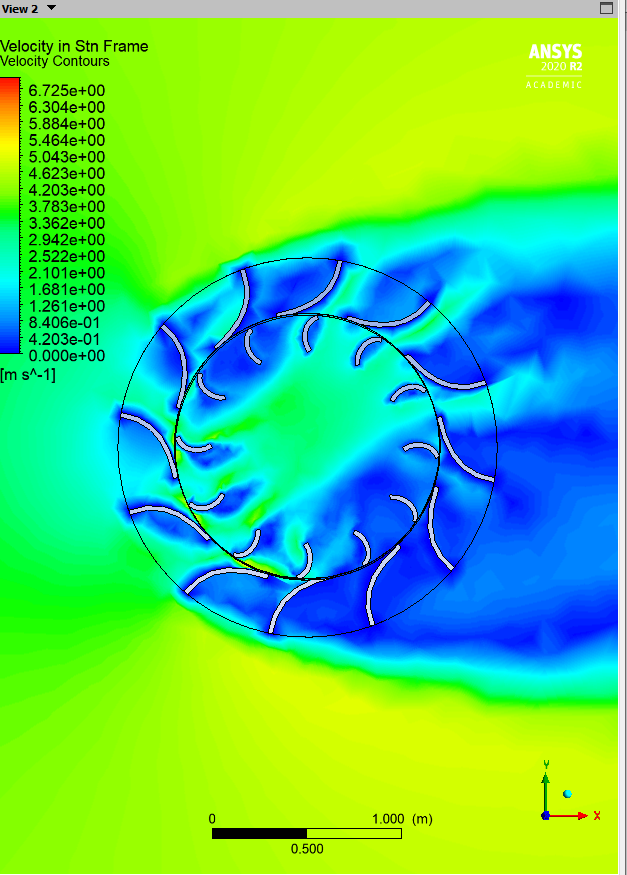 View 2
Velocity in Stn Frame
Velocity Contours
ANSYS
2020 R2
ACADEMIC
6.725e+00
6.304e+00
5.884e+00
5.464e+00
5.043e+00
4.623e+00
4.203e+00
3.783e+00
3.362e+00
2.942e+00
2.522e+00
2.101e+00
1.681e+00
1.261e+00
8.406e-01
4.203e-01
0.000e+00
[m s^-1]
Y
X
0 1.000 (m)
0.500